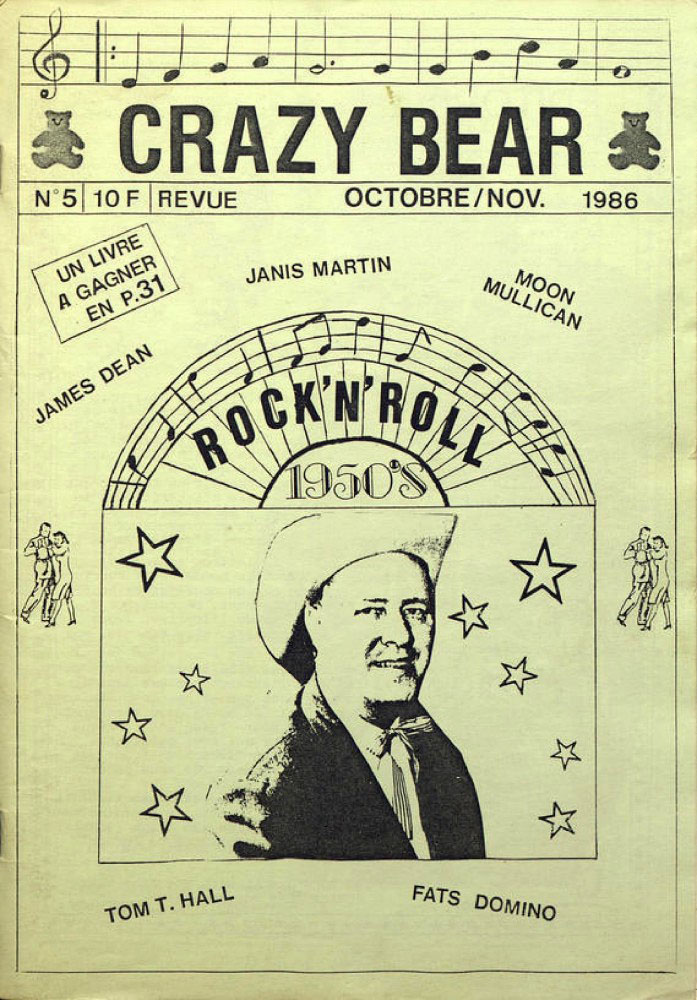 CRAZY BEAR
N°5 10 F REVUE OCTOBRE/NOV. 1986
UN LIVRE
A GAGNER
EN P.31
JANIS MARTIN
MOON
MULLICAN
JAMES DEAN
ROCK'N'ROLL
1950's
TOM T. HALL
FATS DOMINO